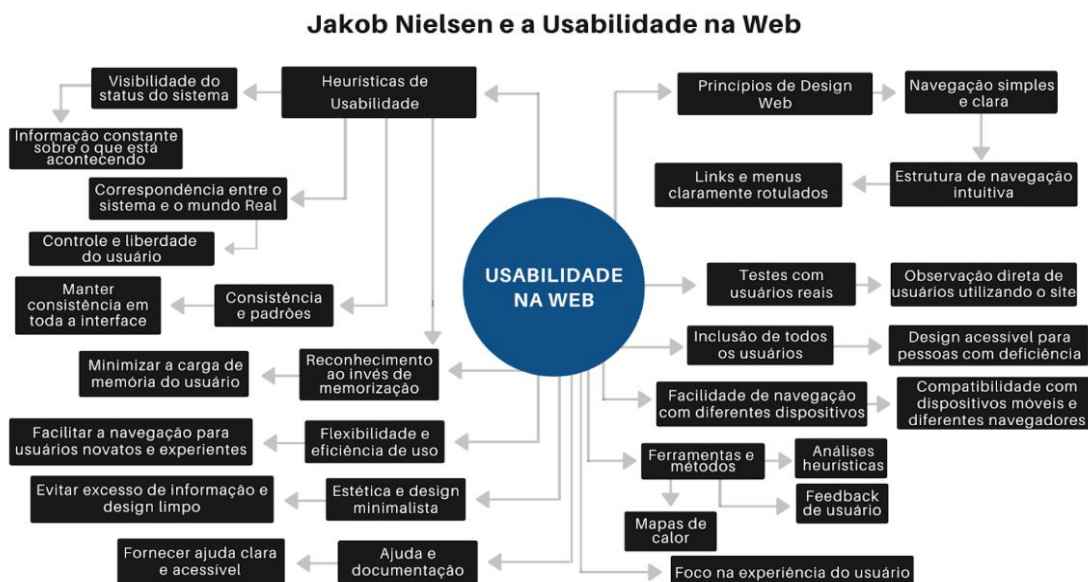 Jakob Nielsen e a Usabilidade na Web
Visibilidade do
status do sistema
Heurísticas de
Usabilidade
Informação constante
sobre o que está
acontecendo
Correspondência entre o
sistema e o mundo Real
Controle e liberdade
do usuário
Manter
consistência em
toda a interface
Consistência
e padrões
Minimizar a carga de
memória do usuário
Reconhecimento
ao invés de
memorização
Facilitar a navegação para
usuários novatos e experientes
Flexibilidade e
eficiência de uso
Evitar excesso de informação e
design limpo
Estética e design
minimalista
Fornecer ajuda clara
e acessível
Ajuda e
documentação
USABILIDADE
NA WEB
Princípios de Design
Web
Navegação simples
e clara
Links e menus
claramente rotulados
Estrutura de navegação
intuitiva
Testes com
usuários reais
Observação direta de
usuários utilizando o site
Inclusão de todos
os usuários
Design acessível para
pessoas com deficiência
Facilidade de navegação
com diferentes dispositivos
Compatibilidade com
dispositivos móveis e
diferentes navegadores
Ferramentas e
métodos
Análises
heurísticas
Feedback
de usuário
Mapas de
calor
Foco na experiência do usuário